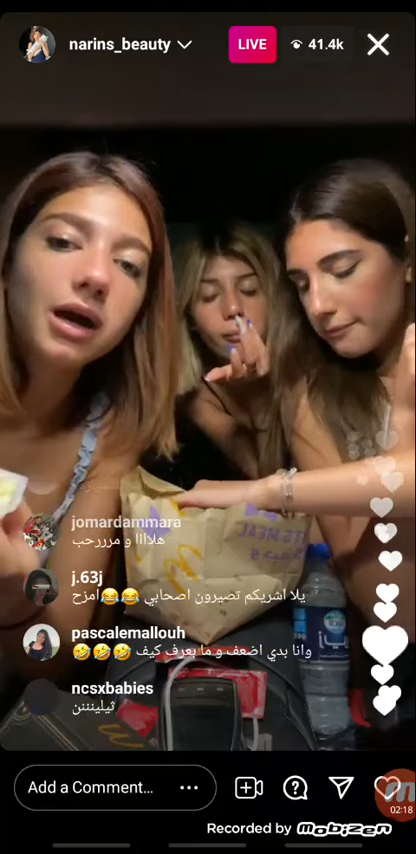 narins_beauty
LIVE
41.4k
jomardammara
هلاااا و مرررحب
j.63j
يلا اشريكم تصيرون اصحابي 😂😂امزح
pascalemallouh
وانا بدي اضعف و ما بعرف كيف 🤣🤣🤣
ncsxbabies
ثيلينننن
MEAL
Add a Comment...
02:18
Recorded by MOBIZEN